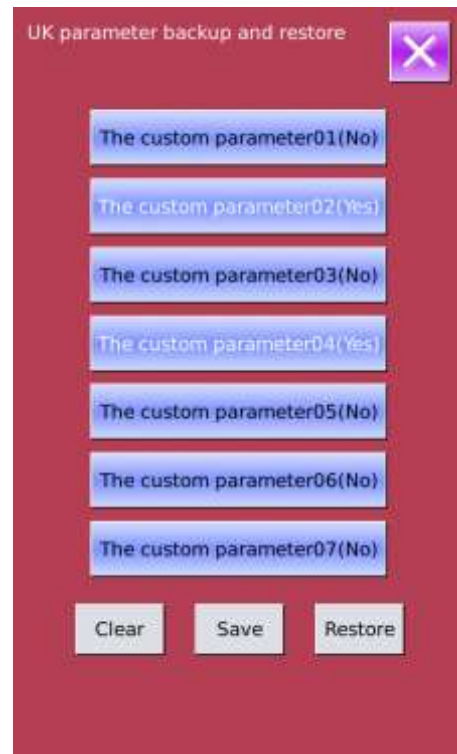 UK parameter backup and restore
The custom parameter01(No)
The custom parameter02(Yes)
The custom parameter03(No)
The custom parameter04(Yes)
The custom parameter05(No)
The custom parameter06(No)
The custom parameter07(No)
Clear Save Restore